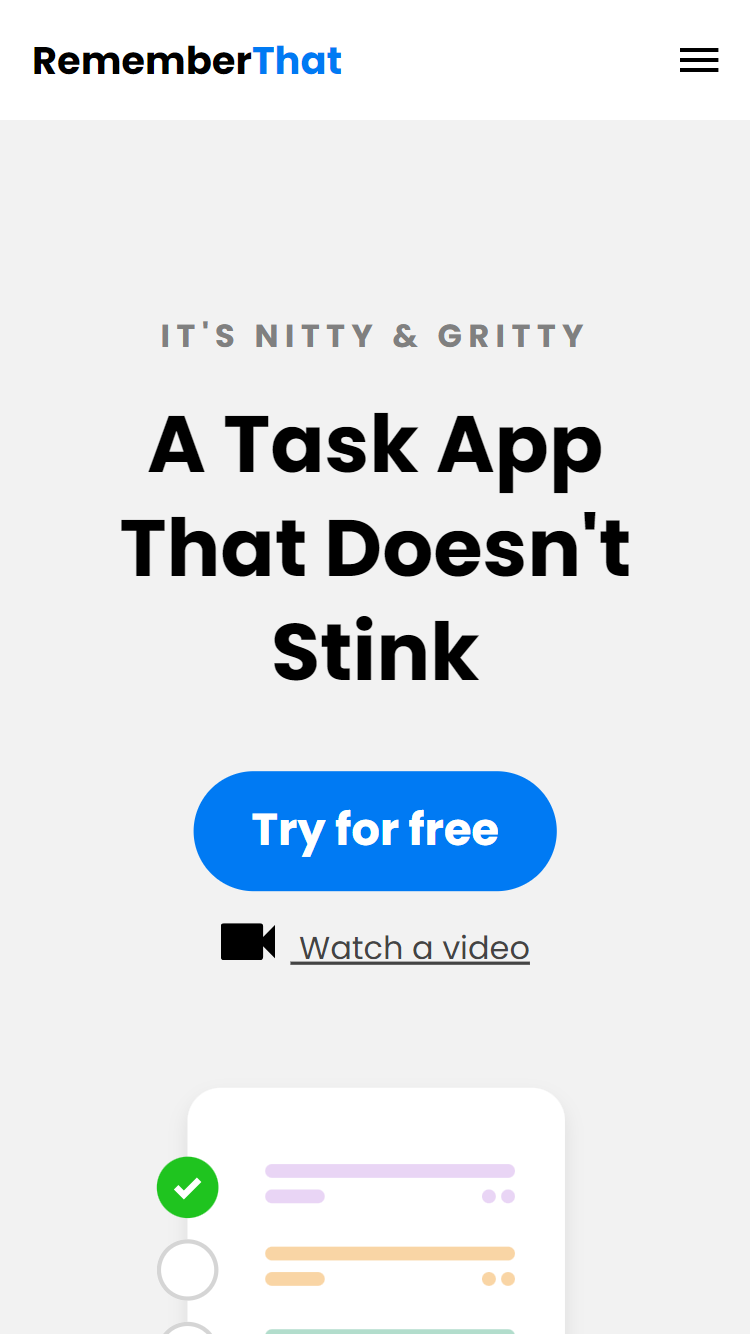 RememberThat
IT'S NITTY & GRITTY
A Task App
That Doesn't
Stink
Try for free
Watch a video